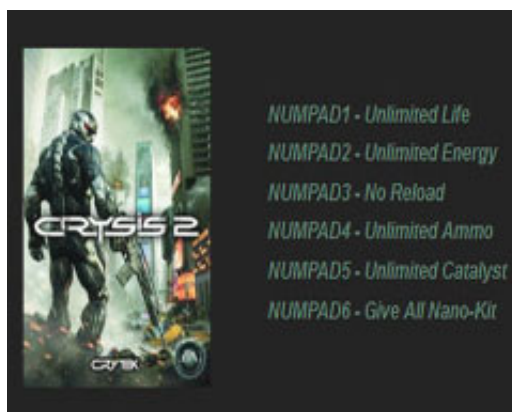 CRYSIS 2
CRYTEK
NUMPAD1 - Unlimited Life
NUMPAD2 - Unlimited Energy
NUMPAD3 - No Reload
NUMPAD4 - Unlimited Ammo
NUMPAD5 - Unlimited Catalyst
NUMPAD6 - Give All Nano-Kit